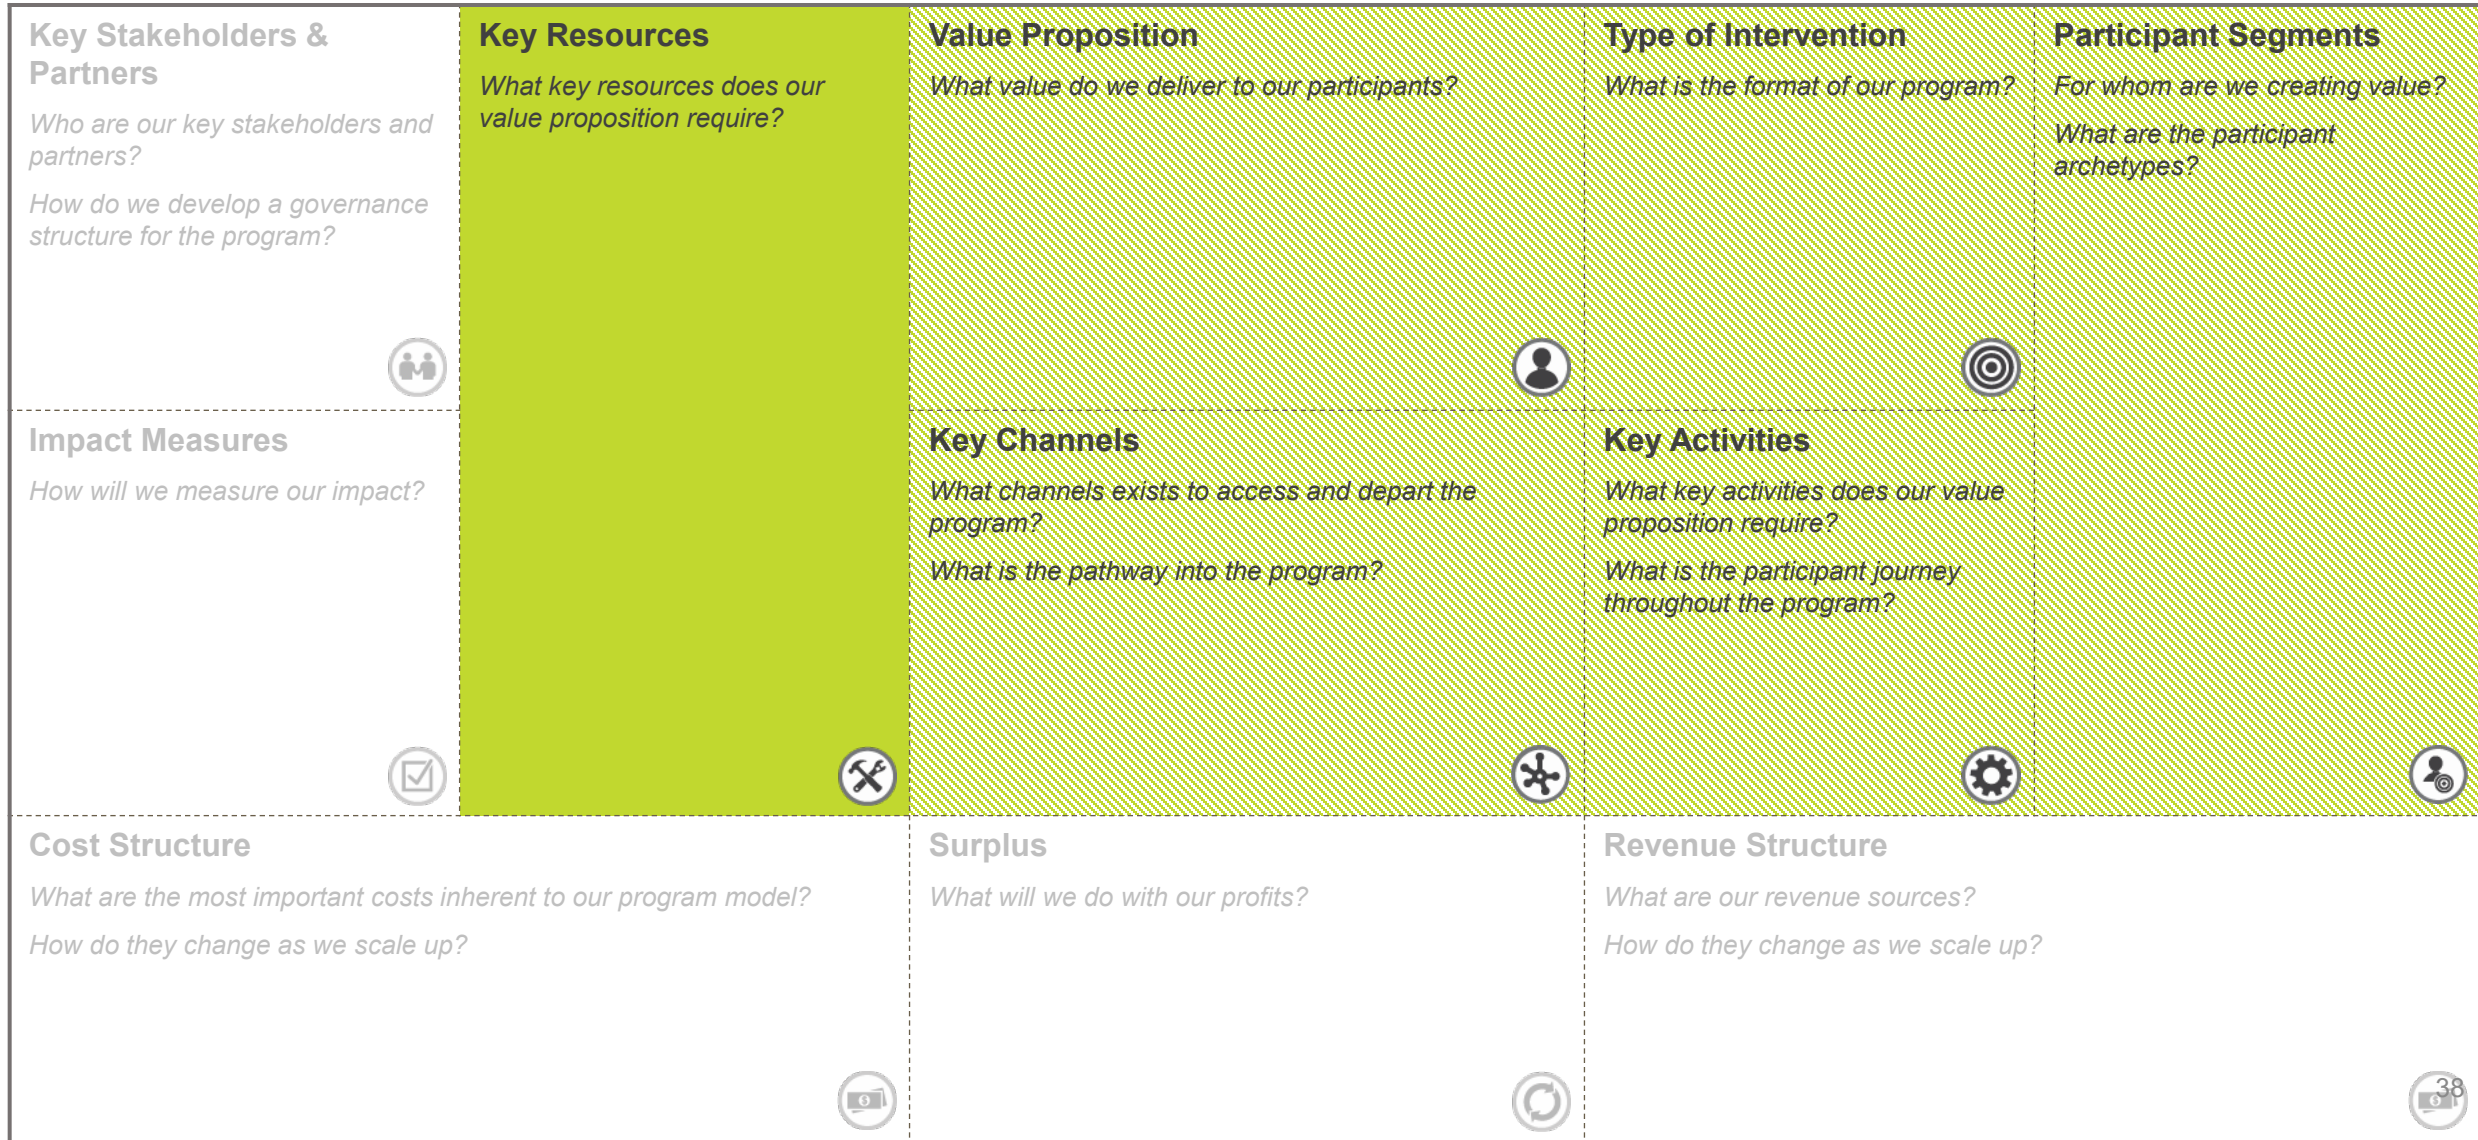 Key Stakeholders &
Partners
Who are our key stakeholders and
partners?
How do we develop a governance
structure for the program?
Key Resources
What key resources does our
value proposition require?
Value Proposition
What value do we deliver to our participants?
Type of Intervention
What is the format of our program?
Participant Segments
For whom are we creating value?
What are the participant
archetypes?
Impact Measures
How will we measure our impact?
Key Channels
What channels exists to access and depart the
program?
What is the pathway into the program?
Key Activities
What key activities does our value
proposition require?
What is the participant journey
throughout the program?
Cost Structure
What are the most important costs inherent to our program model?
How do they change as we scale up?
Surplus
What will we do with our profits?
Revenue Structure
What are our revenue sources?
How do they change as we scale up?
38